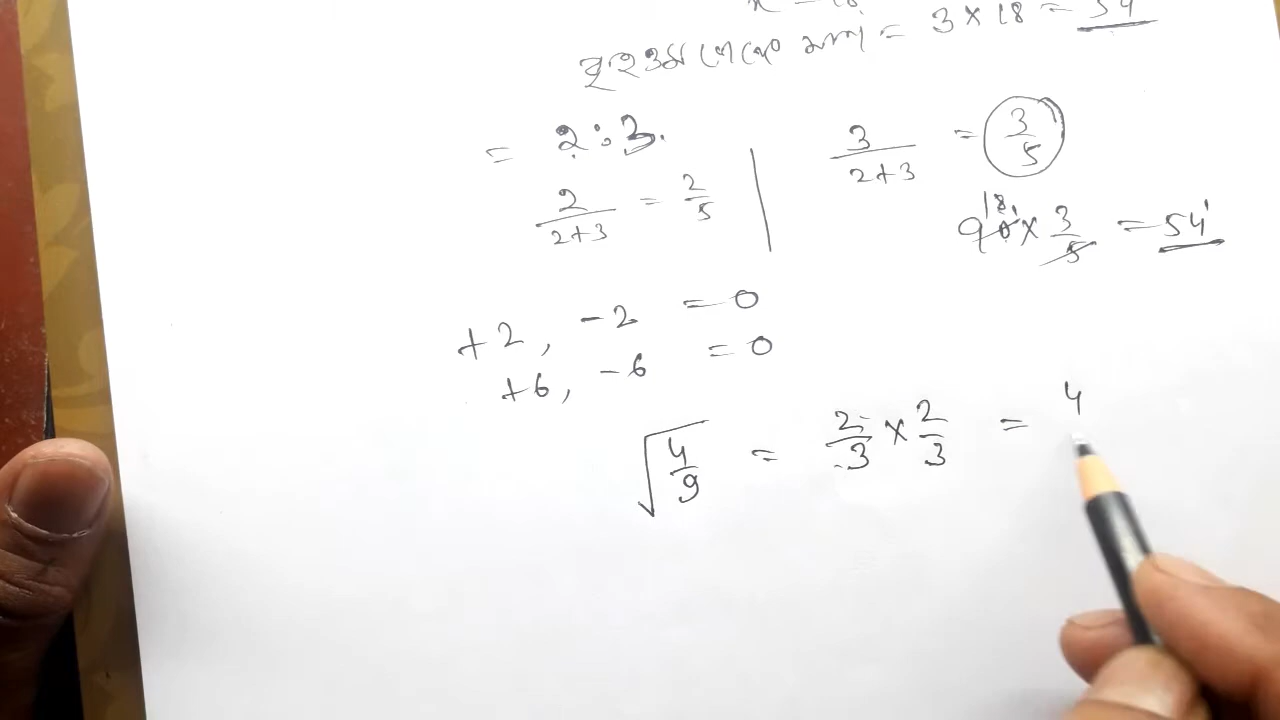 = 3 × 18 = 54
= 2 : 3.
2/(2+3) = 2/5 | 3/(2+3) = 3/5
90 × 3/5 = 54
18
+2, -2 = 0
+6, -6 = 0
√(4/9) = 2/3 × 2/3 = 4